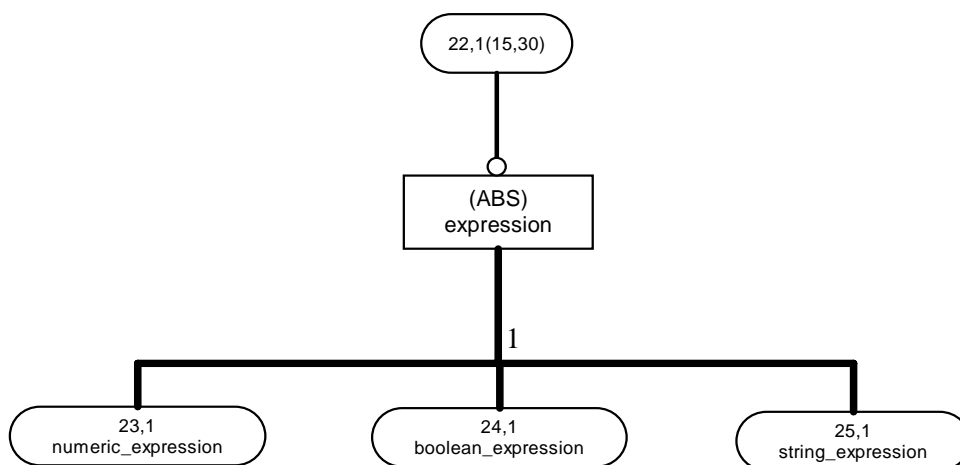 22,1(15,30)
(ABS)
expression
1
23,1
numeric_expression
24,1
boolean_expression
25,1
string_expression